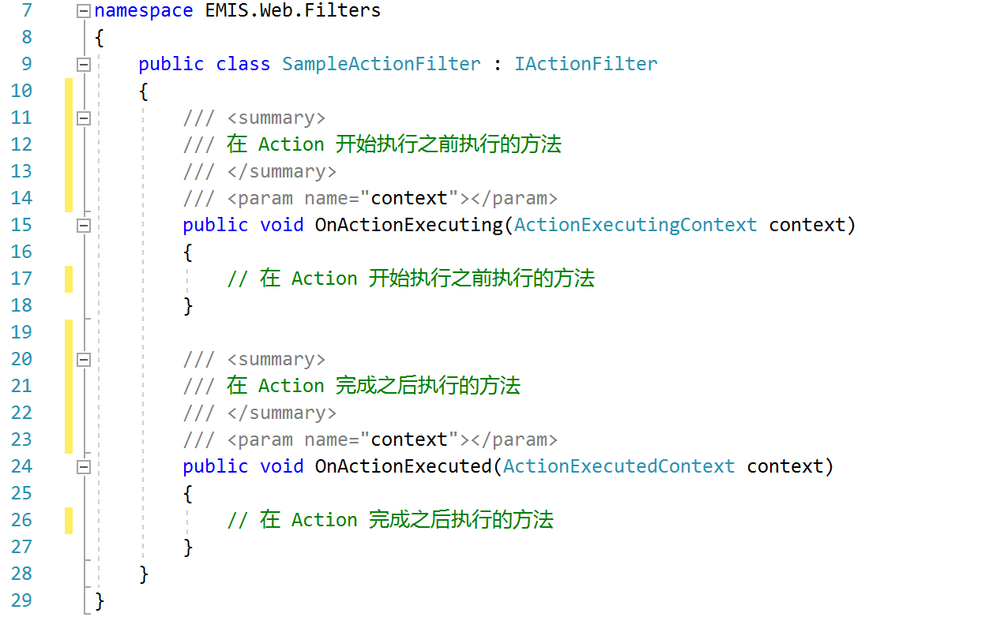 7 namespace EMIS.Web.Filters
8 {
9 public class SampleActionFilter : IActionFilter
10 {
11 /// <summary>
12 /// 在 Action 开始执行之前执行的方法
13 /// </summary>
14 /// <param name="context"></param>
15 public void OnActionExecuting(ActionExecutingContext context)
16 {
17 // 在 Action 开始执行之前执行的方法
18 }
19
20 /// <summary>
21 /// 在 Action 完成之后执行的方法
22 /// </summary>
23 /// <param name="context"></param>
24 public void OnActionExecuted(ActionExecutedContext context)
25 {
26 // 在 Action 完成之后执行的方法
27 }
28 }
29 }